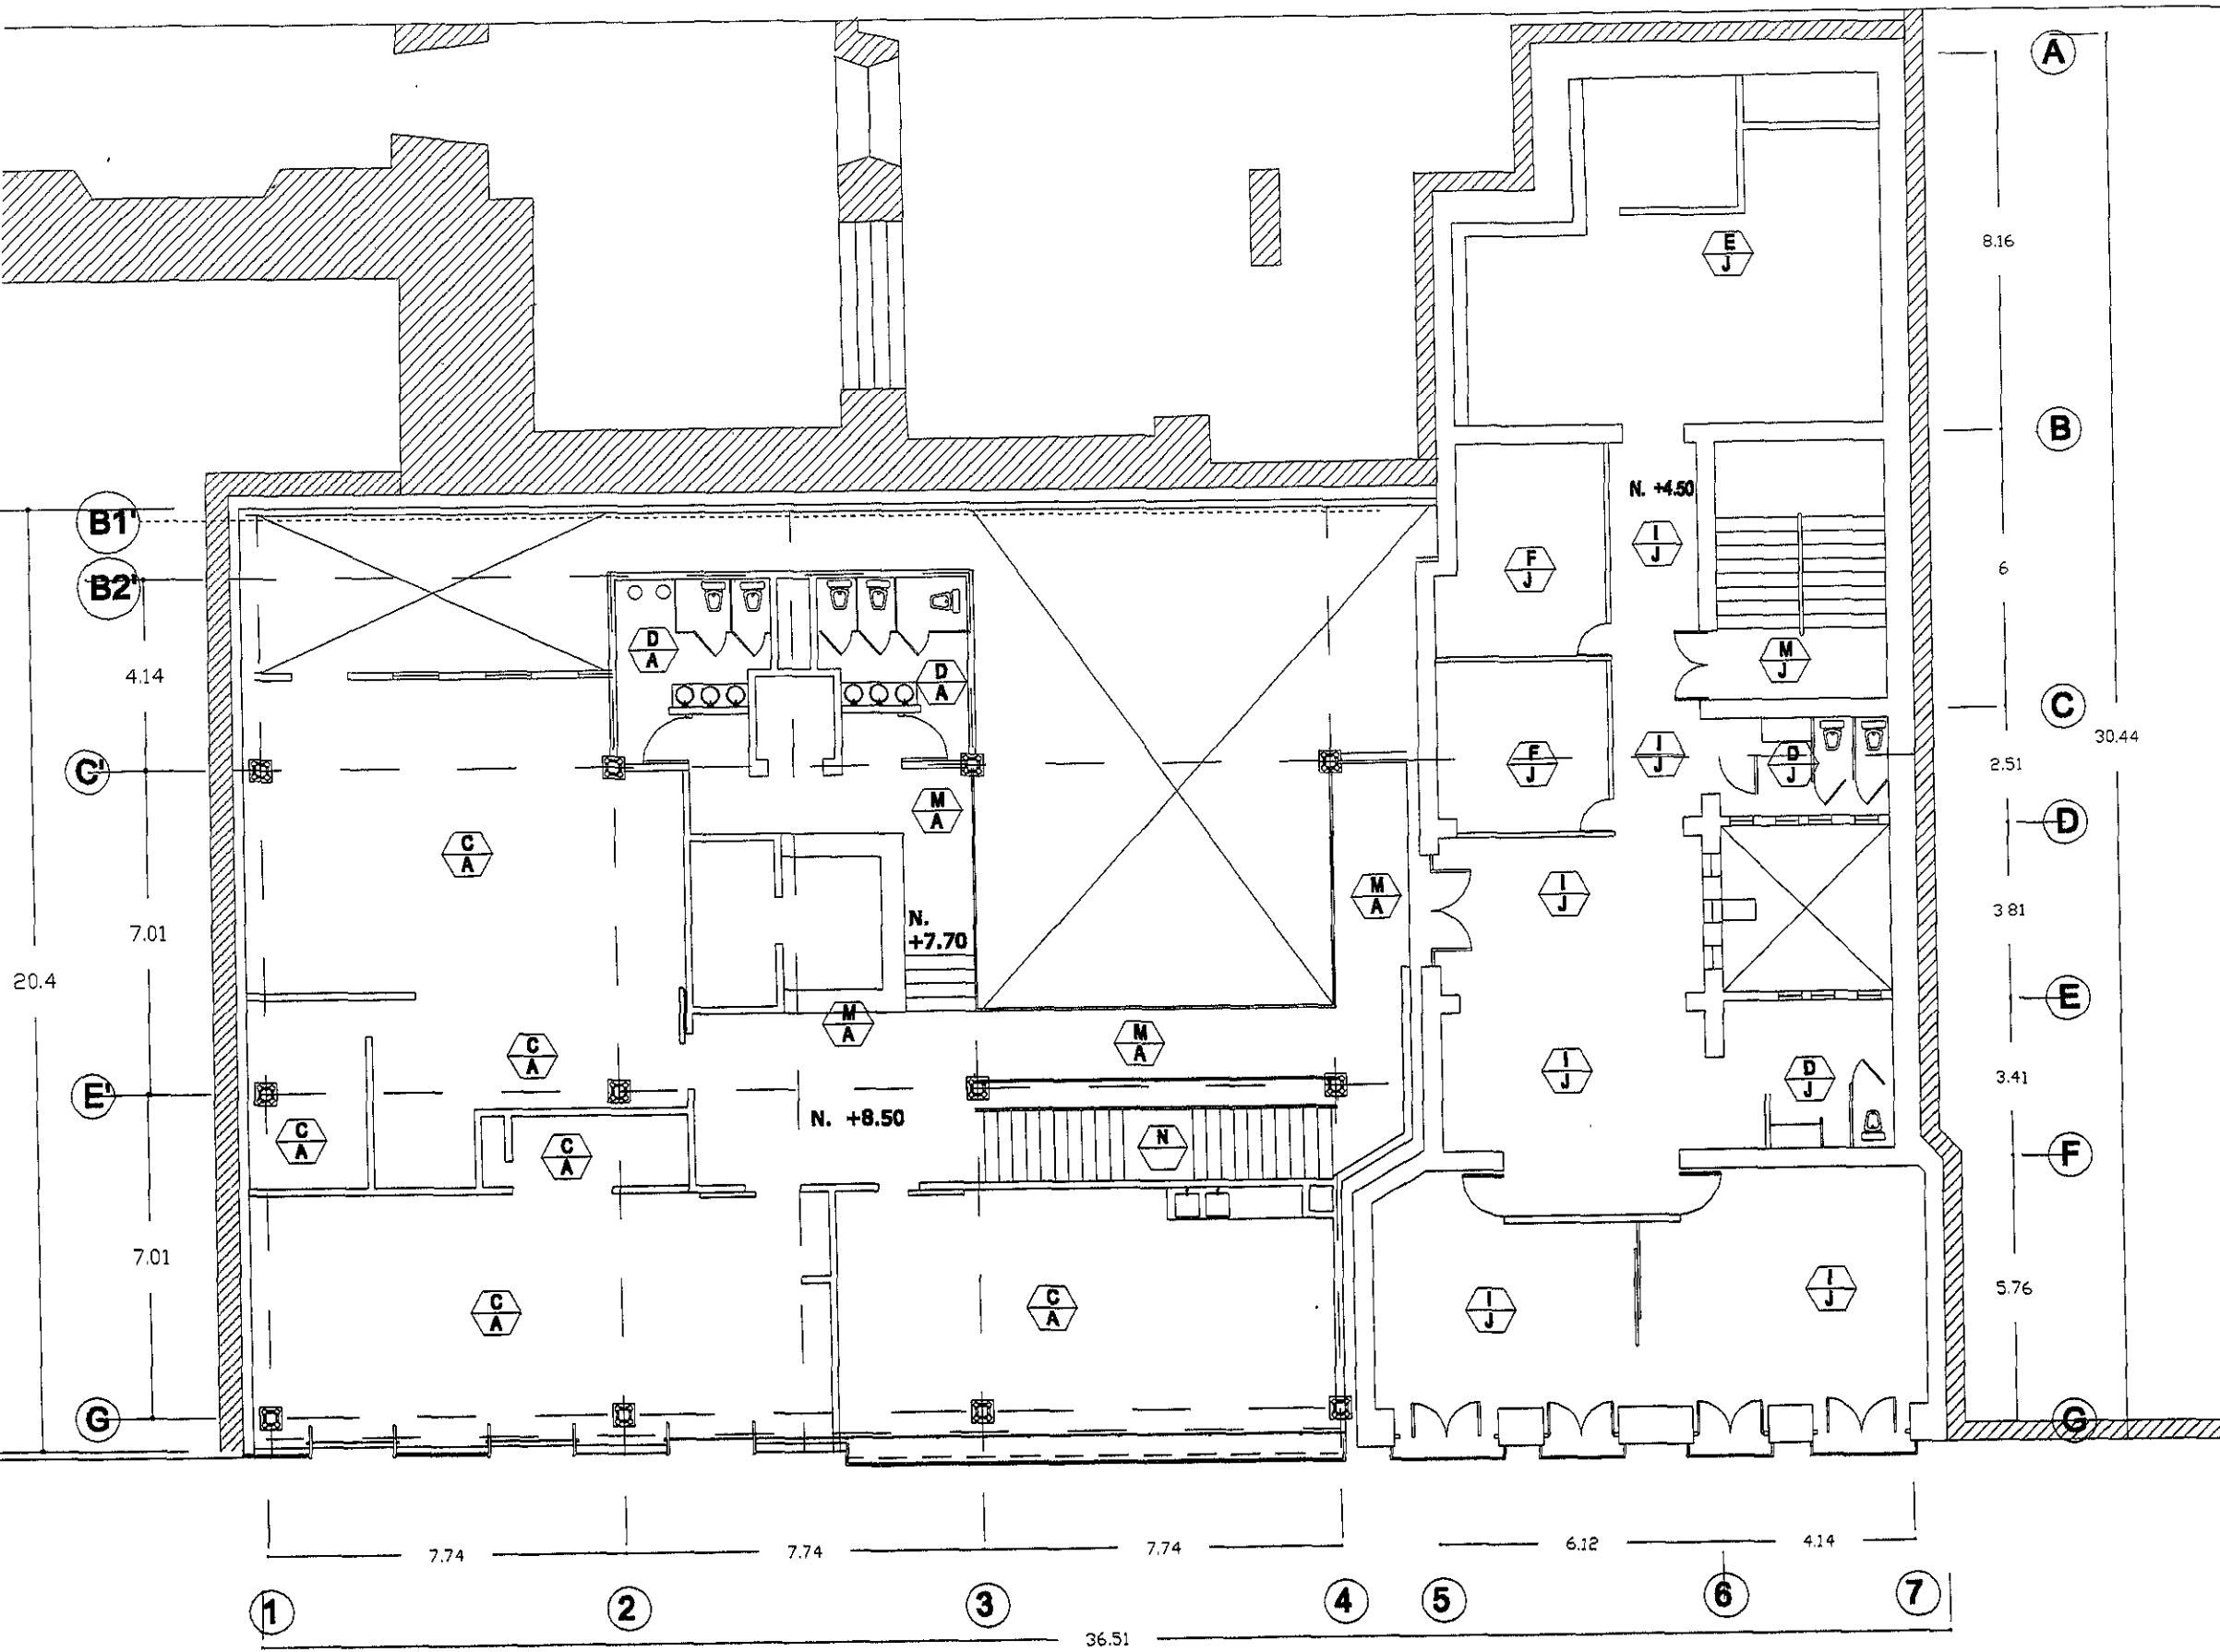 A
8.16
E
J
B
N. +4.50
B1'
I
J
F
J
6
B2'
D
A
M
J
D
A
4.14
C
30.44
I
J
F
J
D
J
2.51
C'
M
A
D
C
A
M
A
I
J
3 81
7.01
N.
+7.70
20.4
E
M
A
M
A
C
A
I
J
D
J
3.41
E'
N. +8.50
C
A
C
A
N
F
7.01
C
A
C
A
I
J
I
J
5.76
G
G
7.74
7.74
7.74
6.12
4.14
1
2
3
4
5
6
7
36.51